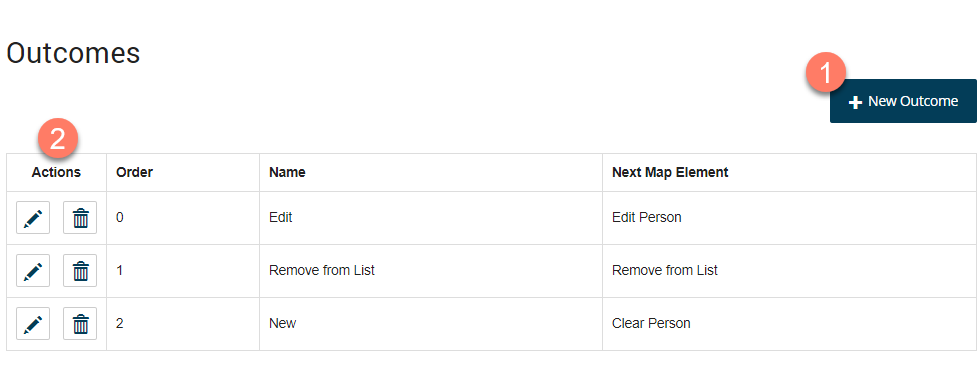 Outcomes
1
New Outcome
2
Actions Order Name Next Map Element
0 Edit Edit Person
1 Remove from List Remove from List
2 New Clear Person